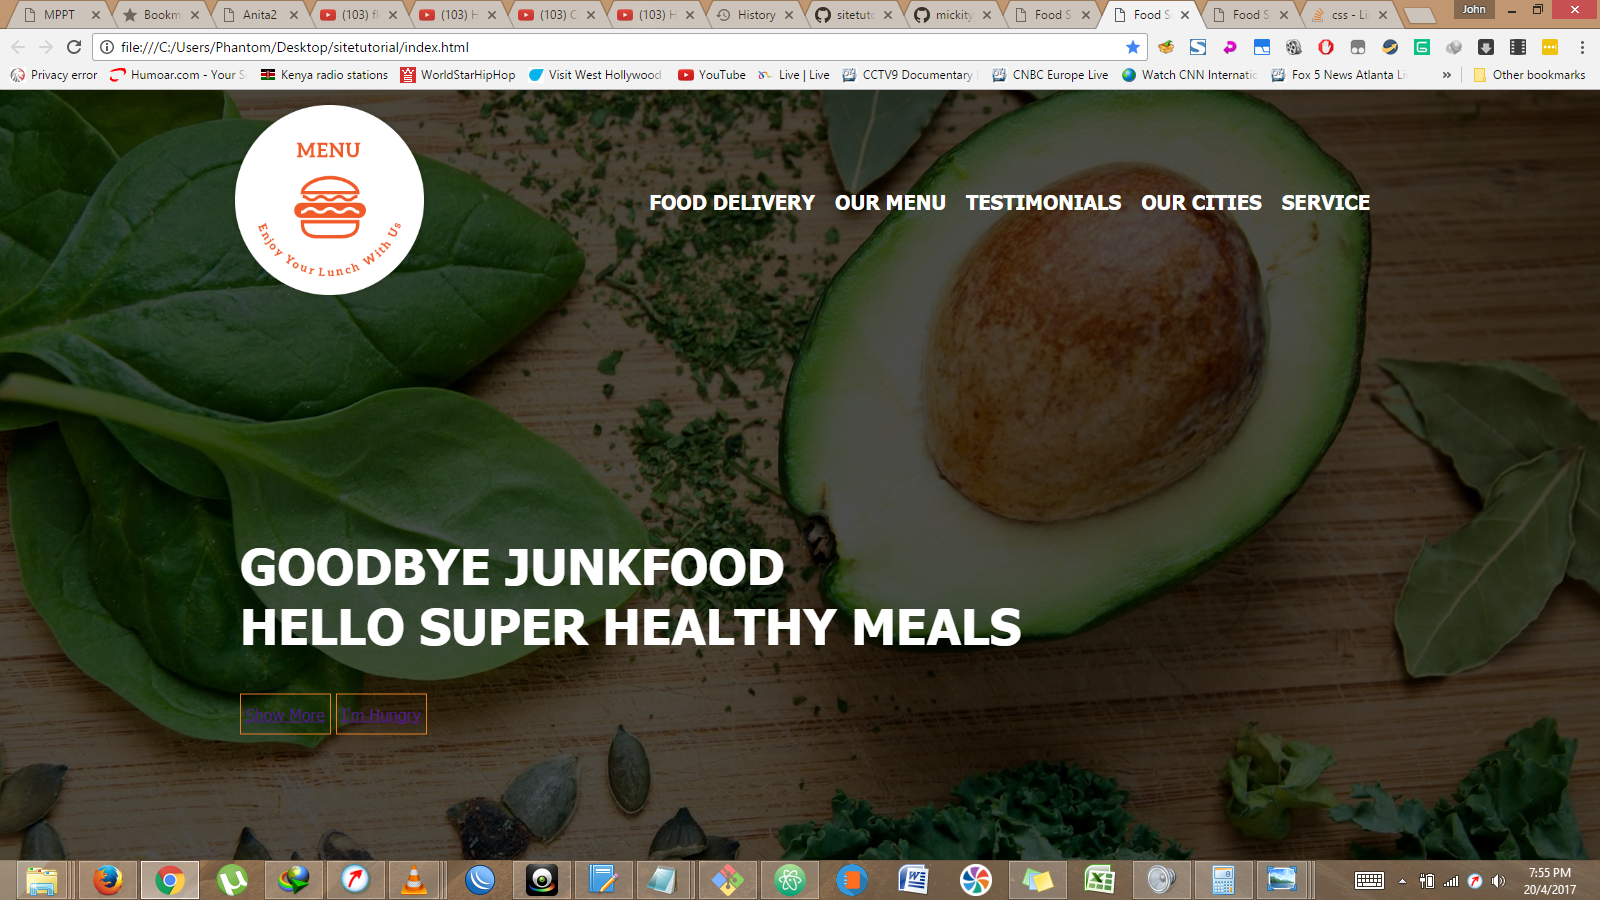 MPPT
Bookm
Anita2
(103) fl
(103) H
(103) C
(103) H
History
sitetuto
mickity
Food S
Food S
Food S
css - Li
John
file:///C:/Users/Phantom/Desktop/sitetutorial/index.html
Privacy error
Humoar.com - Your S
Kenya radio stations
WorldStarHipHop
Visit West Hollywood
YouTube
Live | Live
CCTV9 Documentary
CNBC Europe Live
Watch CNN Internatic
Fox 5 News Atlanta Li
» Other bookmarks
MENU
Enjoy Your Lunch With Us
FOOD DELIVERY OUR MENU TESTIMONIALS OUR CITIES SERVICE
GOODBYE JUNKFOOD
HELLO SUPER HEALTHY MEALS
Show More I'm Hungry
7:55 PM
20/4/2017